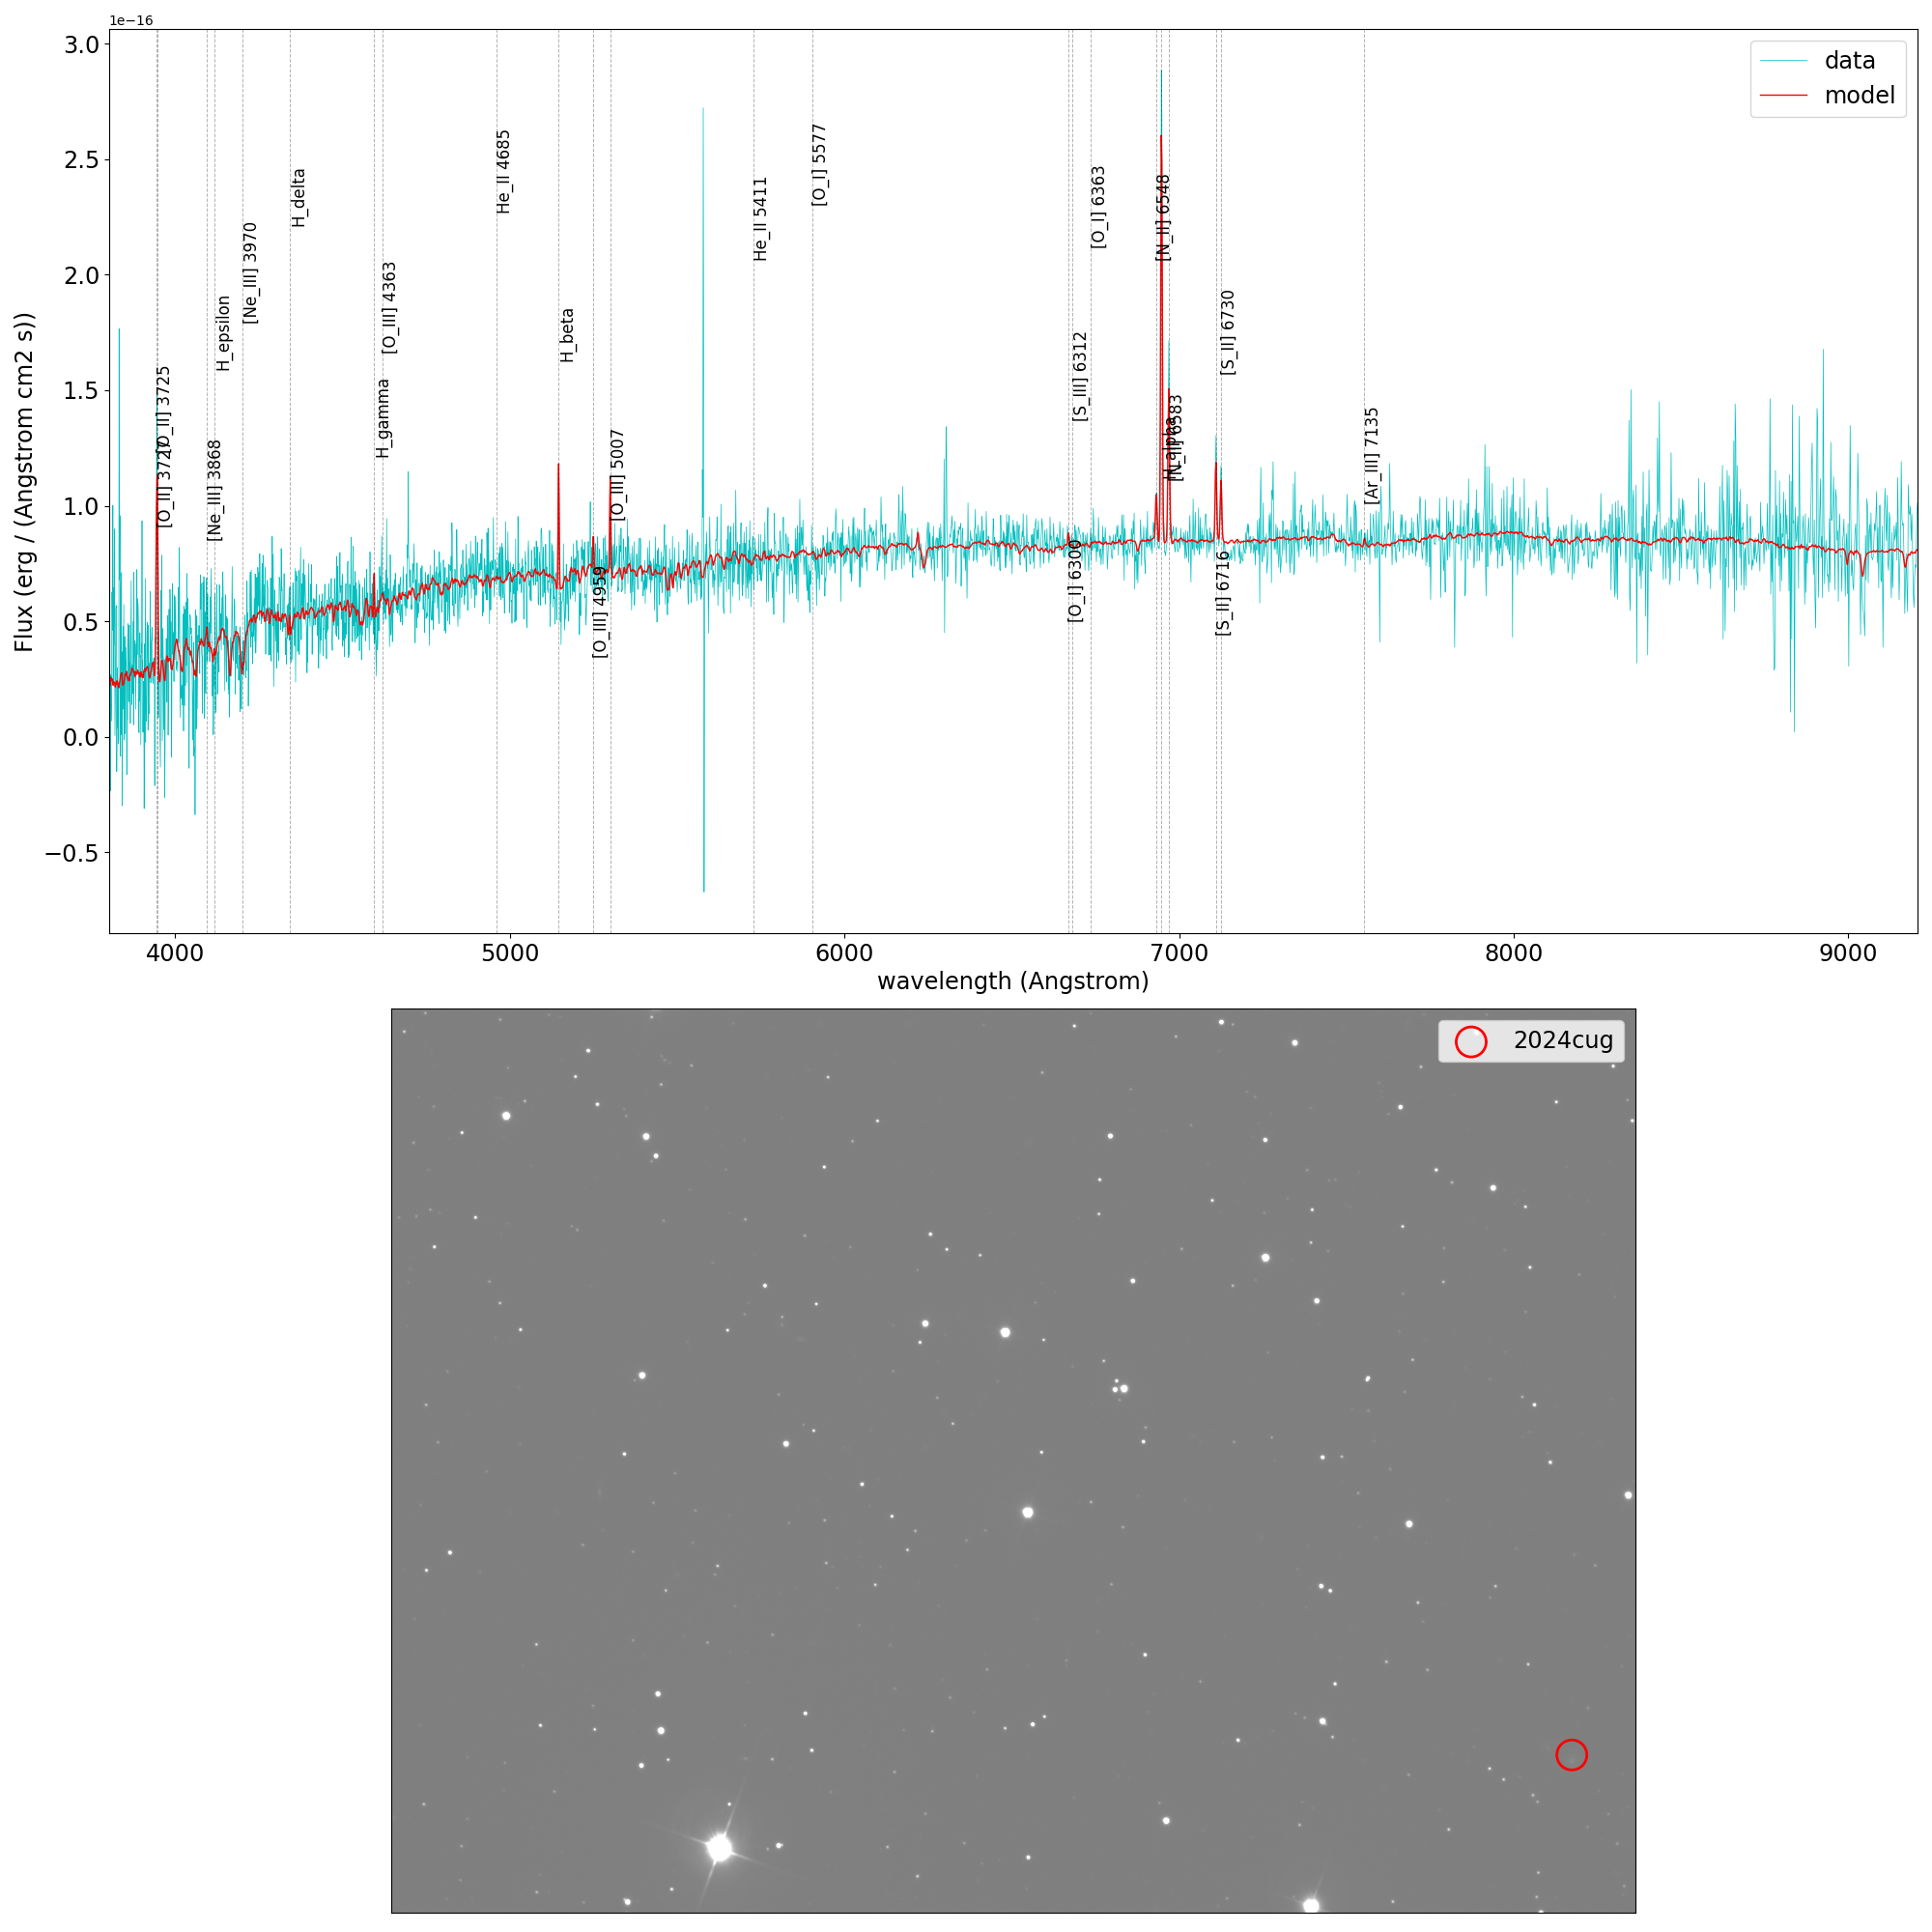 1e−16
3.0
2.5
2.0
1.5
1.0
0.5
0.0
−0.5
Flux (erg / (Angstrom cm2 s))
data
model
[O_II] 3725
[O_II] 3727
[Ne_III] 3868
H_epsilon
[Ne_III] 3970
H_delta
H_gamma
[O_III] 4363
He_II 4685
H_beta
[O_III] 4959
[O_III] 5007
He_II 5411
[O_I] 5577
[O_I] 6300
[S_III] 6312
[O_I] 6363
[N_II] 6548
H_alpha
[N_II] 6583
[S_II] 6716
[S_II] 6730
[Ar_III] 7135
4000
5000
6000
7000
8000
9000
wavelength (Angstrom)
2024cug